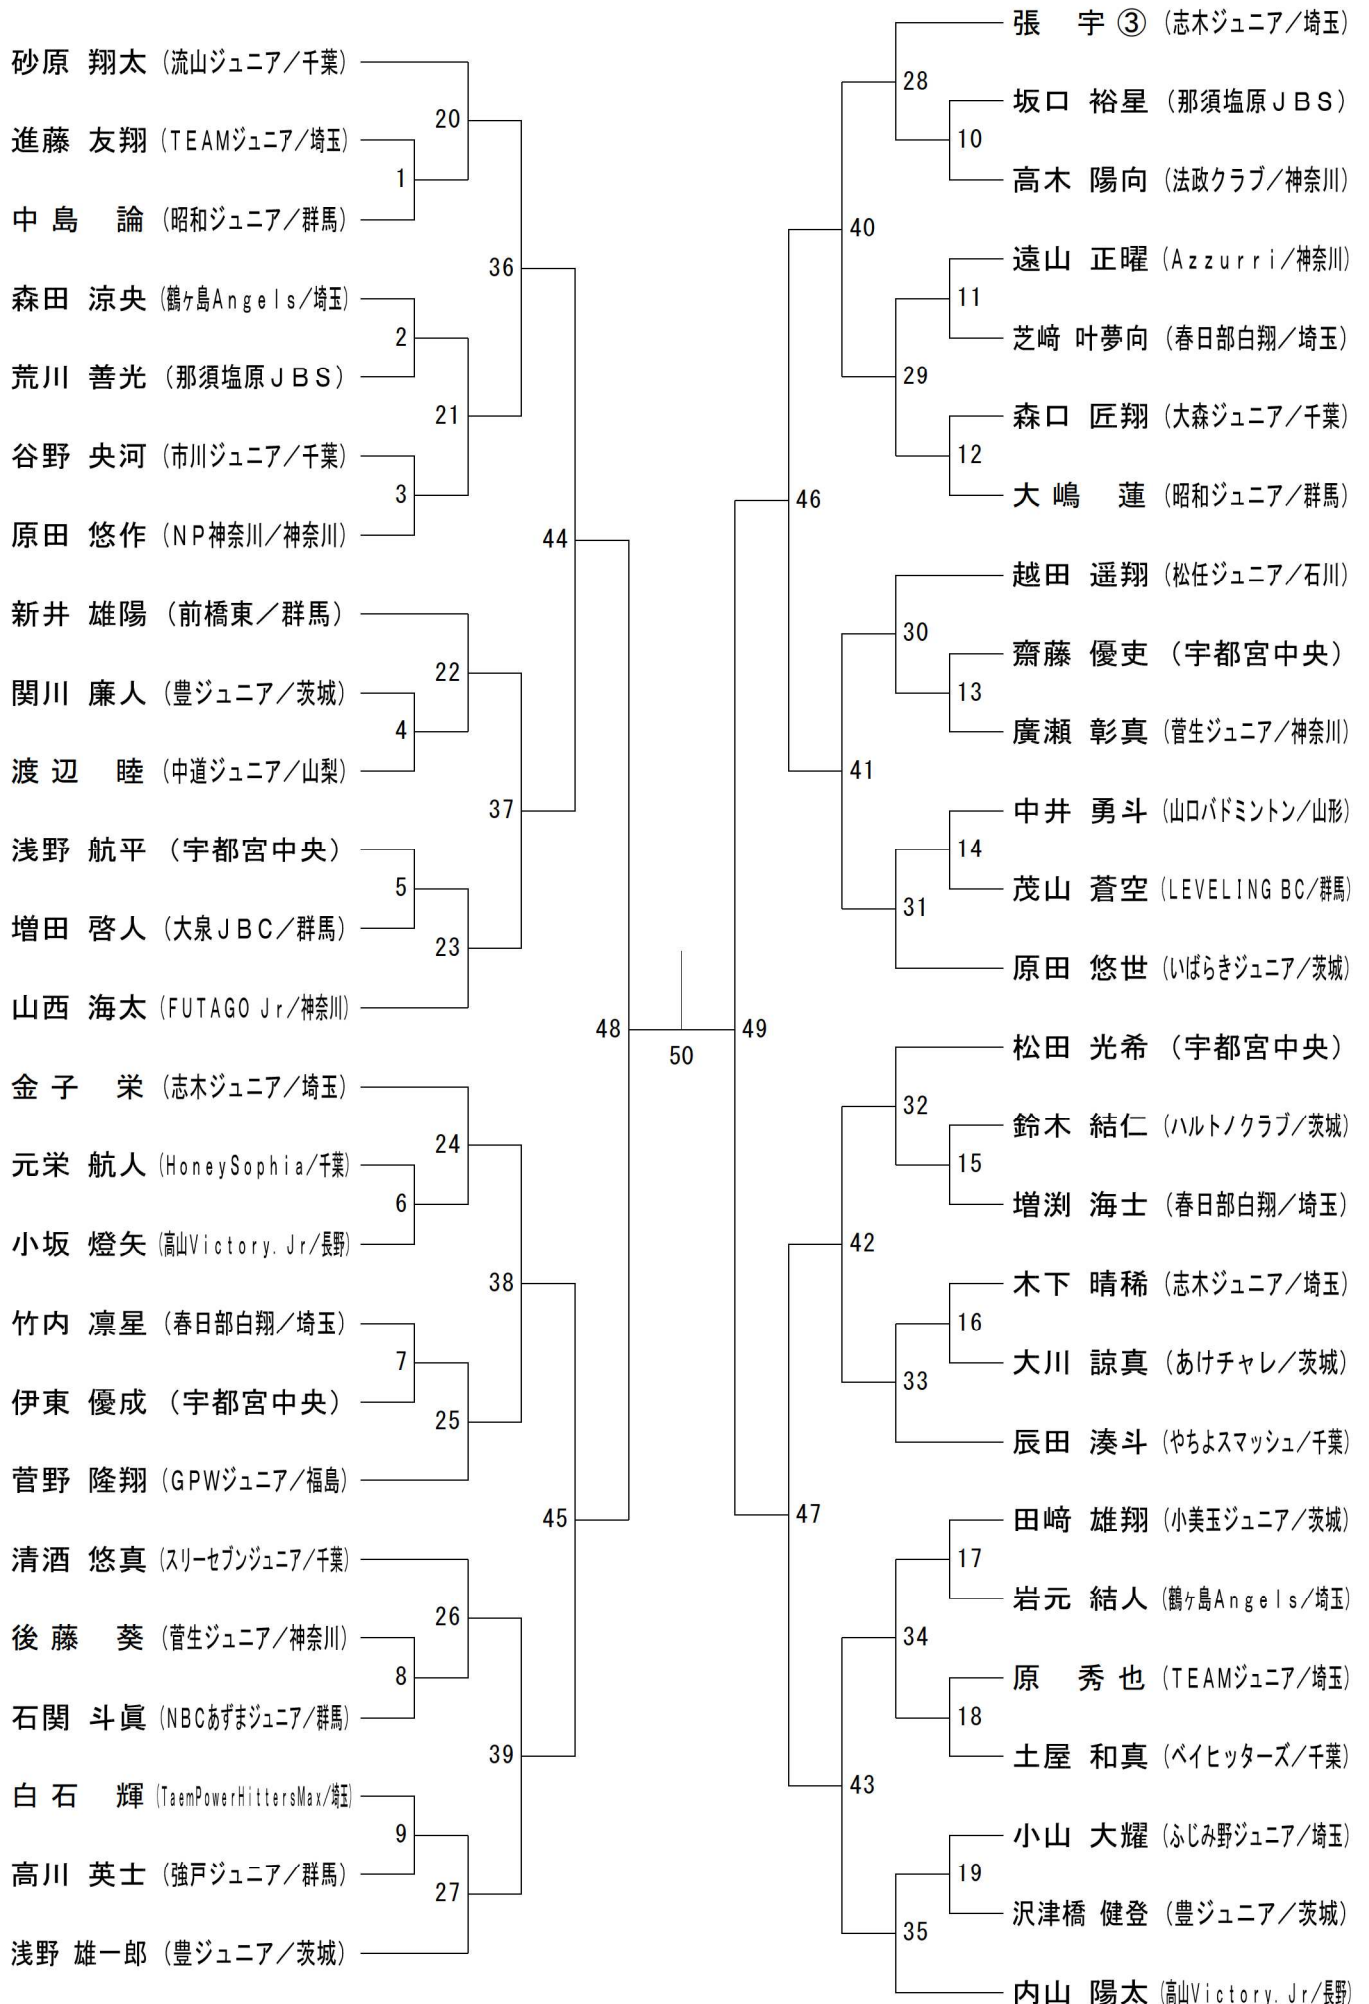 砂原 翔太 (流山ジュニア／千葉)
進藤 友翔 (TEAMジュニア／埼玉)
中島 論 (昭和ジュニア／群馬)
森田 涼央 (鶴ヶ島Angels／埼玉)
荒川 善光 (那須塩原JBS)
谷野 央河 (市川ジュニア／千葉)
原田 悠作 (NP神奈川／神奈川)
新井 雄陽 (前橋東／群馬)
関川 廉人 (豊ジュニア／茨城)
渡辺 睦 (中道ジュニア／山梨)
浅野 航平 (宇都宮中央)
増田 啓人 (大泉JBC／群馬)
山西 海太 (FUTAGO Jr／神奈川)
金子 栄 (志木ジュニア／埼玉)
元栄 航人 (HoneySophia／千葉)
小坂 燈矢 (高山Victory.Jr／長野)
竹内 凛星 (春日部白翔／埼玉)
伊東 優成 (宇都宮中央)
菅野 隆翔 (GPWジュニア／福島)
清酒 悠真 (スリーセブンジュニア／千葉)
後藤 葵 (菅生ジュニア／神奈川)
石関 斗眞 (NBCあずまジュニア／群馬)
白石 輝 (TaemPowerHittersMax／埼玉)
高川 英士 (強戸ジュニア／群馬)
浅野 雄一郎 (豊ジュニア／茨城)
1
2
3
4
5
6
7
8
9
20
21
22
23
24
25
26
27
36
37
38
39
44
45
48
50
49
46
47
40
41
42
43
28
29
30
31
32
33
34
35
10
11
12
13
14
15
16
17
18
19
張 宇 ③ (志木ジュニア／埼玉)
坂口 裕星 (那須塩原JBS)
高木 陽向 (法政クラブ／神奈川)
遠山 正曜 (Azzurri／神奈川)
芝﨑 叶夢向 (春日部白翔／埼玉)
森口 匠翔 (大森ジュニア／千葉)
大嶋 蓮 (昭和ジュニア／群馬)
越田 遥翔 (松任ジュニア／石川)
齋藤 優吏 (宇都宮中央)
廣瀬 彰真 (菅生ジュニア／神奈川)
中井 勇斗 (山口バドミントン／山形)
茂山 蒼空 (LEVELING BC／群馬)
原田 悠世 (いばらきジュニア／茨城)
松田 光希 (宇都宮中央)
鈴木 結仁 (ハルトノクラブ／茨城)
増渕 海士 (春日部白翔／埼玉)
木下 晴稀 (志木ジュニア／埼玉)
大川 諒真 (あけチャレ／茨城)
辰田 湊斗 (やちよスマッシュ／千葉)
田﨑 雄翔 (小美玉ジュニア／茨城)
岩元 結人 (鶴ヶ島Angels／埼玉)
原 秀也 (TEAMジュニア／埼玉)
土屋 和真 (ベイヒッターズ／千葉)
小山 大耀 (ふじみ野ジュニア／埼玉)
沢津橋 健登 (豊ジュニア／茨城)
内山 陽太 (高山Victory.Jr／長野)